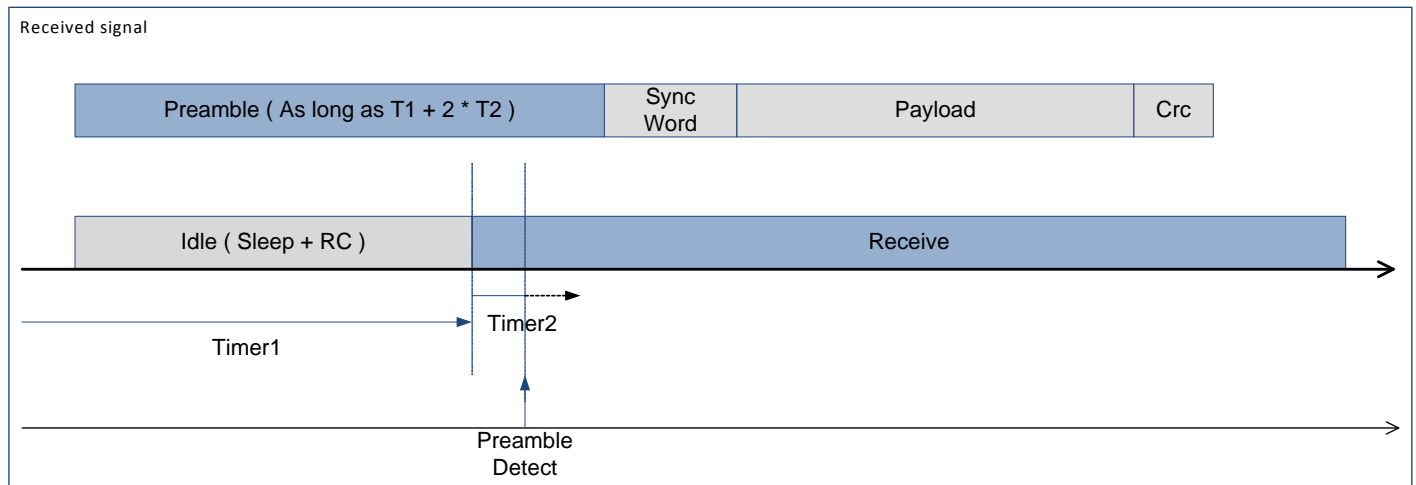 Received signal
Preamble ( As long as T1 + 2 * T2 )
Sync
Word
Payload
Crc
Idle ( Sleep + RC )
Receive
Timer2
Timer1
Preamble
Detect